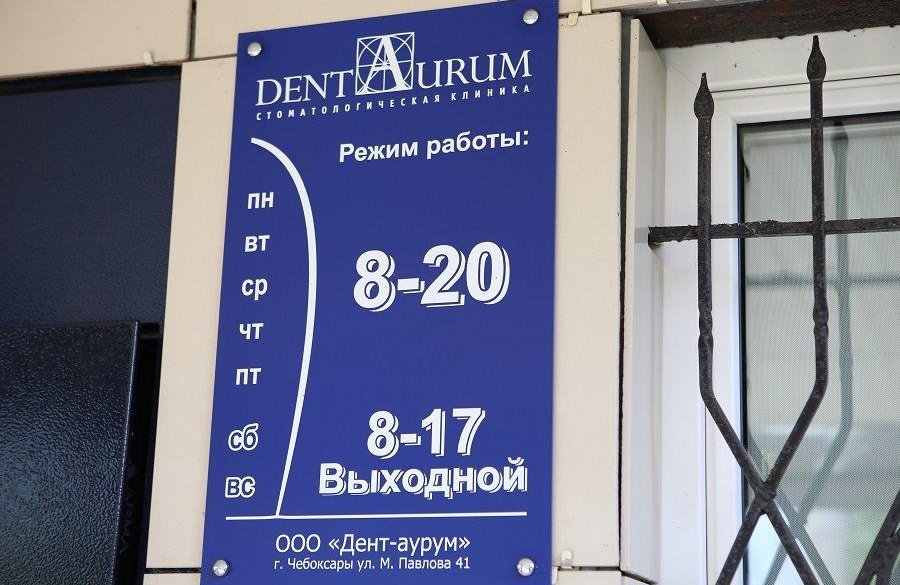 DENTAURUM
СТОМАТОЛОГИЧЕСКАЯ КЛИНИКА
Режим работы:
пн
вт
ср
чт
пт
8-20
сб 8-17
вс Выходной
ООО «Дент-аурум»
г. Чебоксары ул. М. Павлова 41